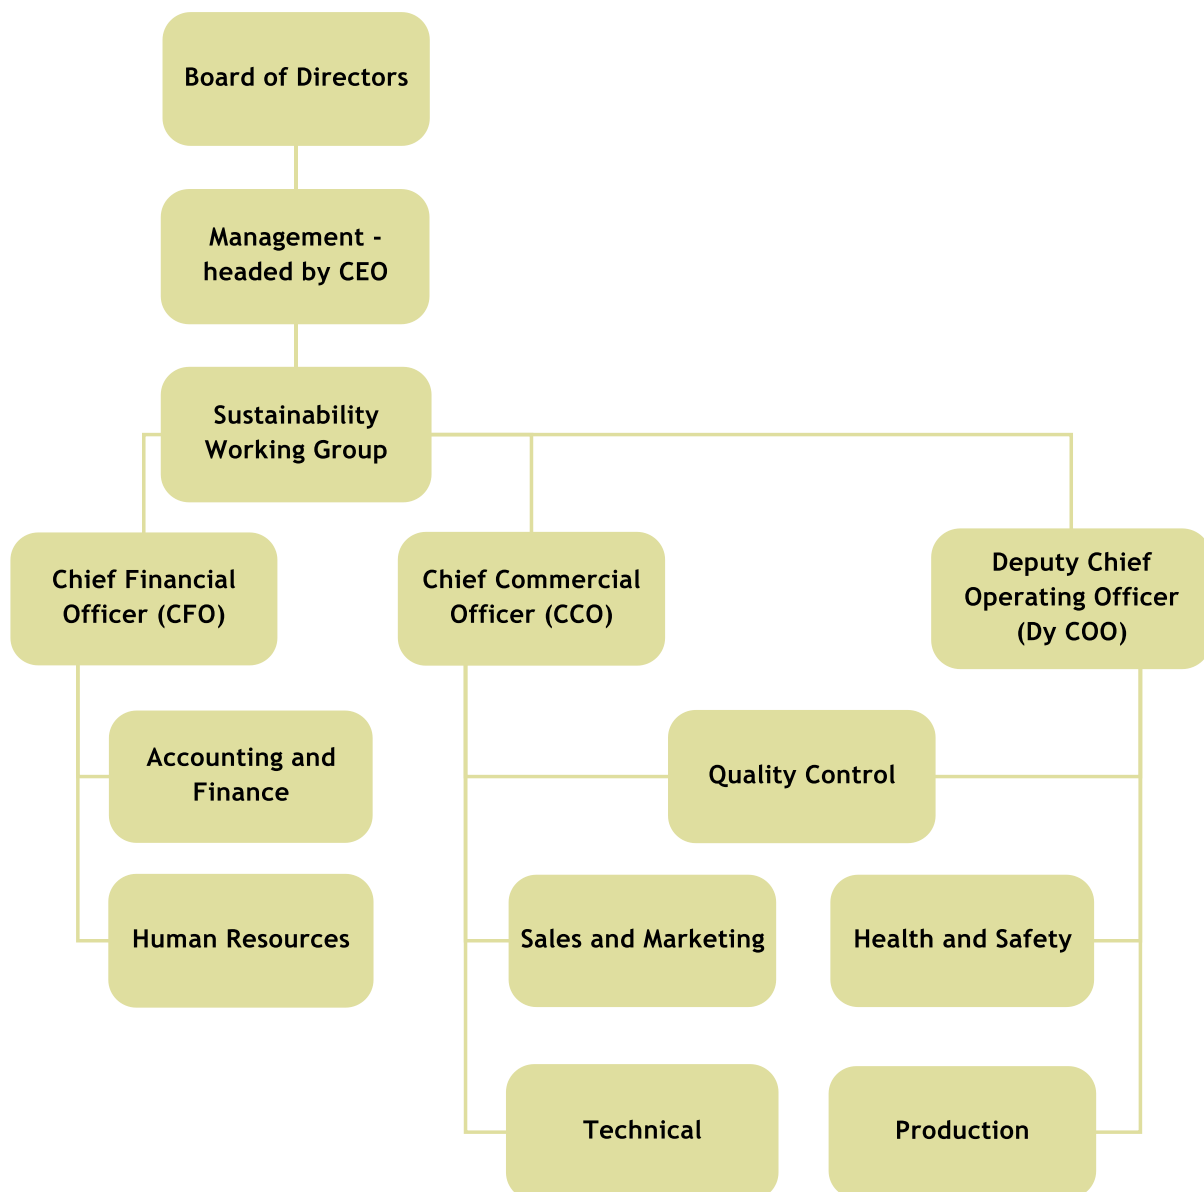 Board of Directors
Management -
headed by CEO
Sustainability
Working Group
Chief Financial
Officer (CFO)
Chief Commercial
Officer (CCO)
Deputy Chief
Operating Officer
(Dy COO)
Accounting and
Finance
Quality Control
Human Resources
Sales and Marketing
Health and Safety
Technical
Production